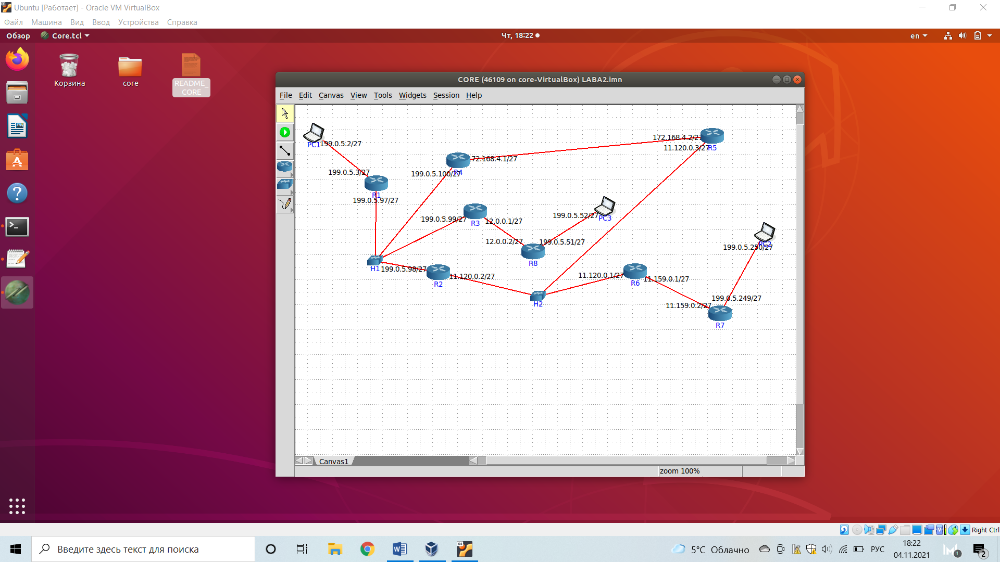 Ubuntu [Работает] - Oracle VM VirtualBox
Файл Машина Вид Ввод Устройства Справка
Обзор Core.tcl Чт, 18:22 en
Корзина core README_
CORE
CORE (46109 on core-VirtualBox) LABA2.imn
File Edit Canvas View Tools Widgets Session Help
172.168.4.2/27
PC1 199.0.5.2/27
11.120.0.3/27 R5
72.168.4.1/27
199.0.5.3/27
199.0.5.100/27 R4
R1
199.0.5.97/27
199.0.5.52/27 PC3
199.0.5.99/27 R3 12.0.0.1/27
12.0.0.2/27 199.0.5.51/27
PC2
199.0.5.250/27
R8
H1 199.0.5.98/27
11.120.0.2/27 11.120.0.1/27
11.159.0.1/27
R2 R6
199.0.5.249/27
H2 11.159.0.2/27
R7
Canvas1
zoom 100%
Right Ctrl
Введите здесь текст для поиска
5°C Облачно РУС
18:22
04.11.2021
1
2